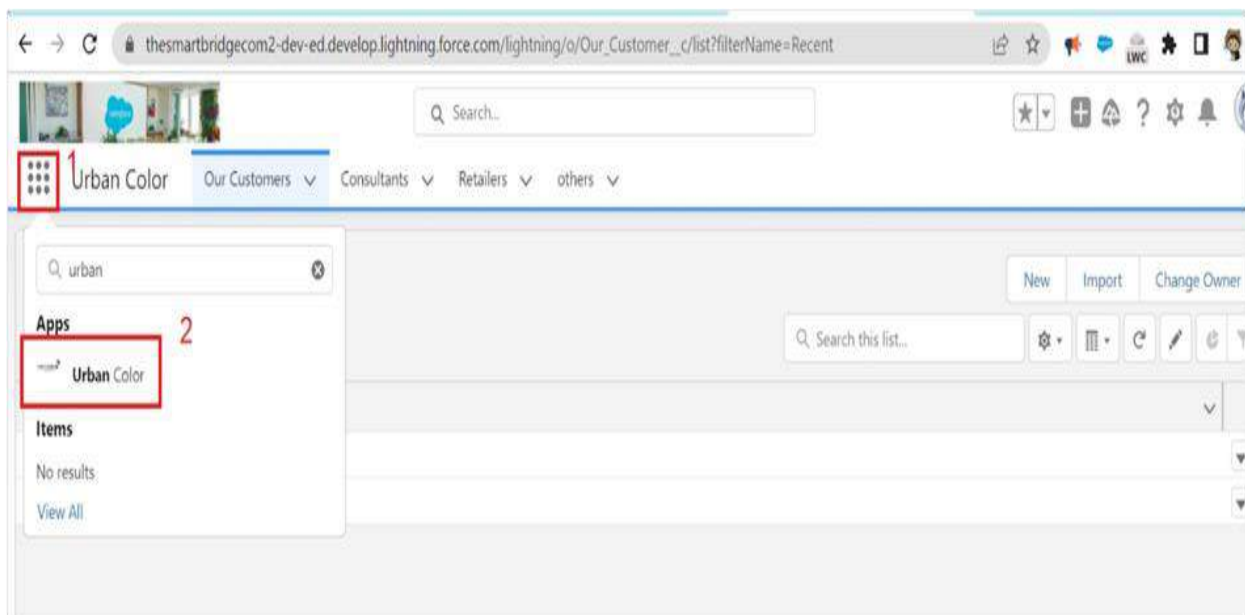 thesmartbridgecom2-dev-ed.develop.lightning.force.com/lightning/o/Our_Customer__c/list?filterName=Recent
LWC
Search...
1
Urban Color Our Customers Consultants Retailers others
urban
New Import Change Owner
Apps
2
Search this list...
Urban Color
Items
No results
View All